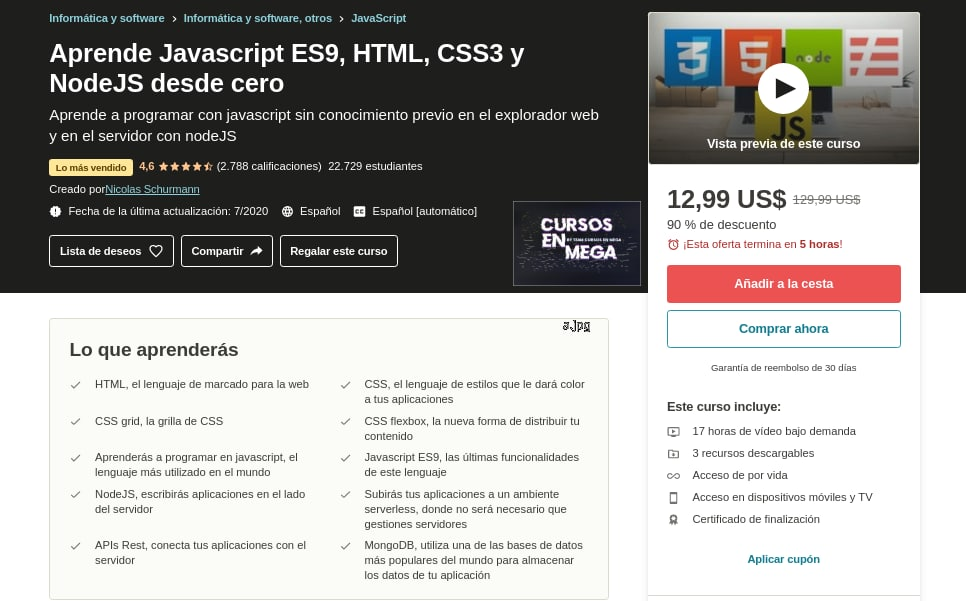 Informática y software > Informática y software, otros > JavaScript
Aprende Javascript ES9, HTML, CSS3 y
NodeJS desde cero
Aprende a programar con javascript sin conocimiento previo en el explorador web
y en el servidor con nodeJS
Lo más vendido 4,6 (2.788 calificaciones) 22.729 estudiantes
Creado porNicolas Schurmann
Fecha de la última actualización: 7/2020 Español CC Español [automático]
Lista de deseos Compartir Regalar este curso
CURSOS
EN
BY TEAM CURSOS EN MEGA
MEGA
3 5 node
JS
Vista previa de este curso
12,99 US$ 129,99 US$
90 % de descuento
¡Esta oferta termina en 5 horas!
Añadir a la cesta
Comprar ahora
Garantía de reembolso de 30 días
Este curso incluye:
17 horas de vídeo bajo demanda
3 recursos descargables
Acceso de por vida
Acceso en dispositivos móviles y TV
Certificado de finalización
Aplicar cupón
Lo que aprenderás
HTML, el lenguaje de marcado para la web
CSS, el lenguaje de estilos que le dará color
a tus aplicaciones
CSS grid, la grilla de CSS
CSS flexbox, la nueva forma de distribuir tu
contenido
Aprenderás a programar en javascript, el
lenguaje más utilizado en el mundo
Javascript ES9, las últimas funcionalidades
de este lenguaje
NodeJS, escribirás aplicaciones en el lado
del servidor
Subirás tus aplicaciones a un ambiente
serverless, donde no será necesario que
gestiones servidores
APIs Rest, conecta tus aplicaciones con el
servidor
MongoDB, utiliza una de las bases de datos
más populares del mundo para almacenar
los datos de tu aplicación